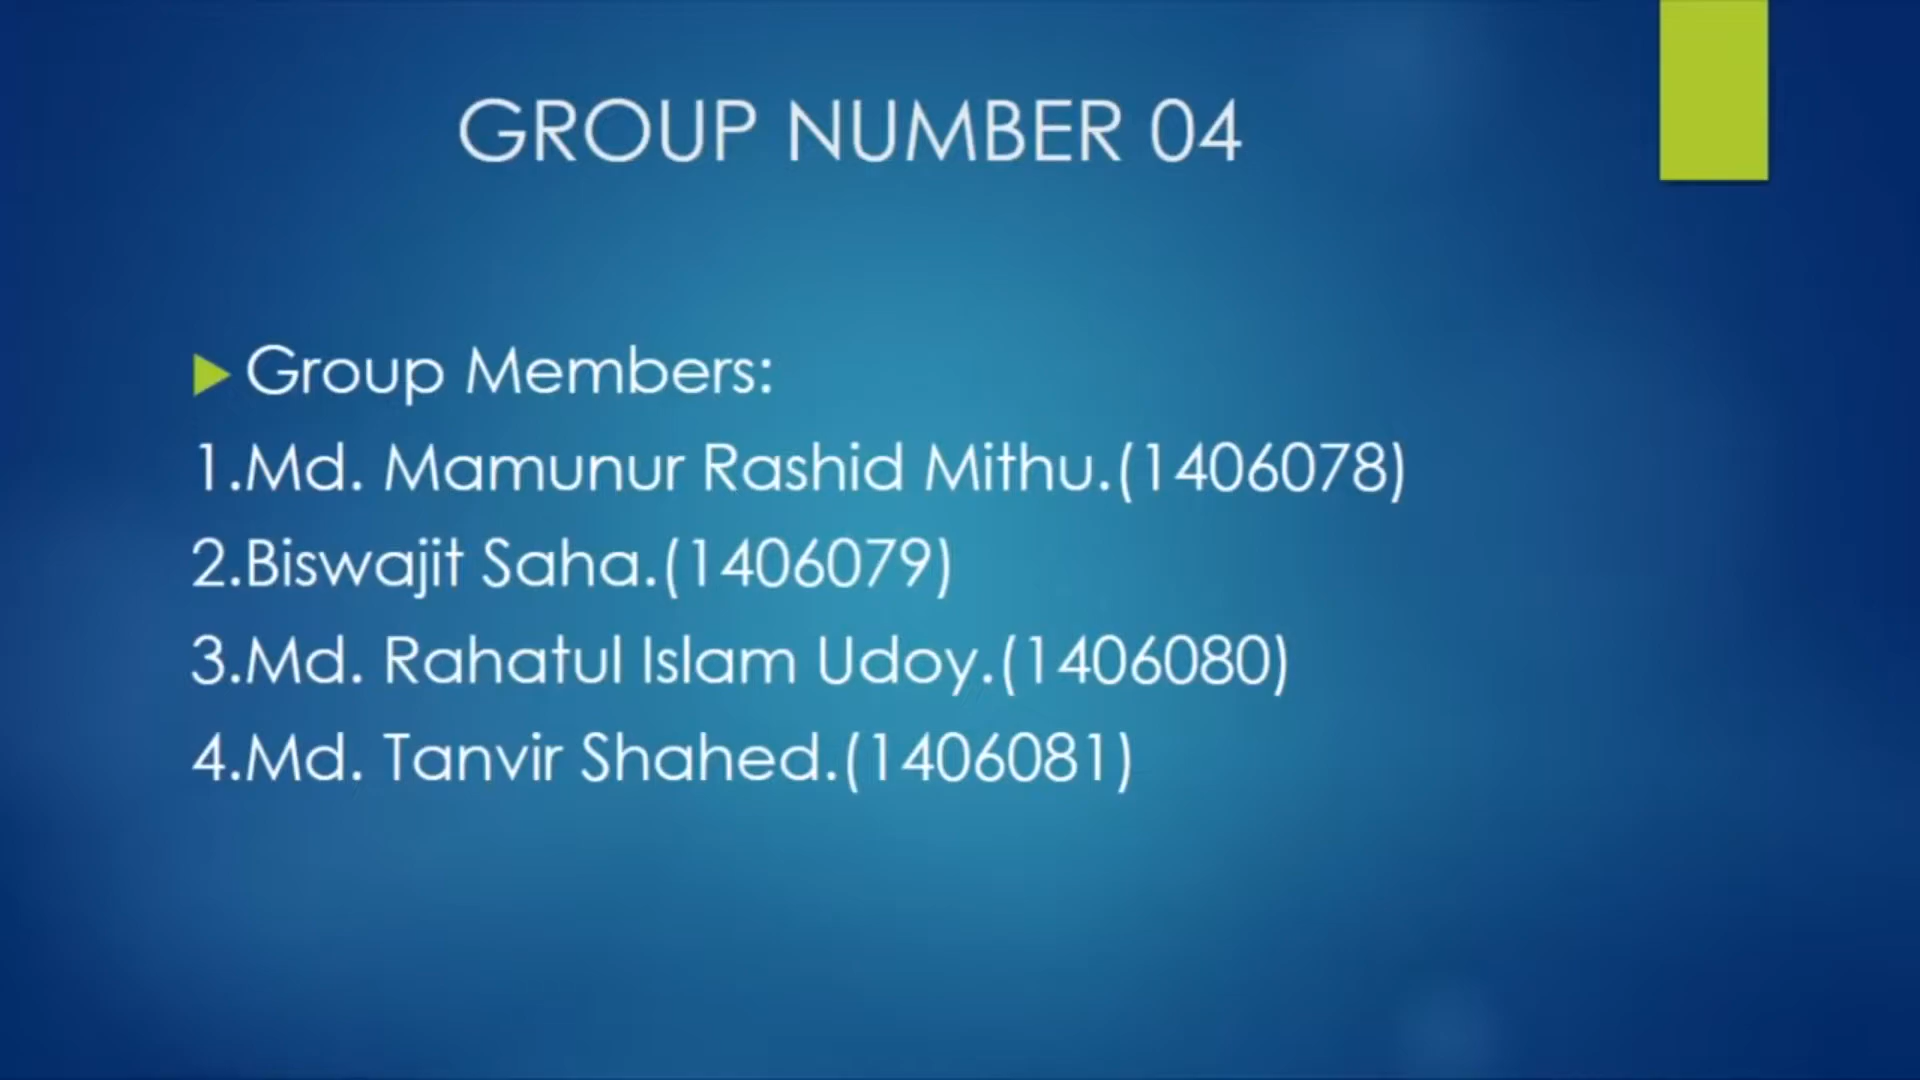 GROUP NUMBER 04
Group Members:
1.Md. Mamunur Rashid Mithu.(1406078)
2.Biswajit Saha.(1406079)
3.Md. Rahatul Islam Udoy.(1406080)
4.Md. Tanvir Shahed.(1406081)